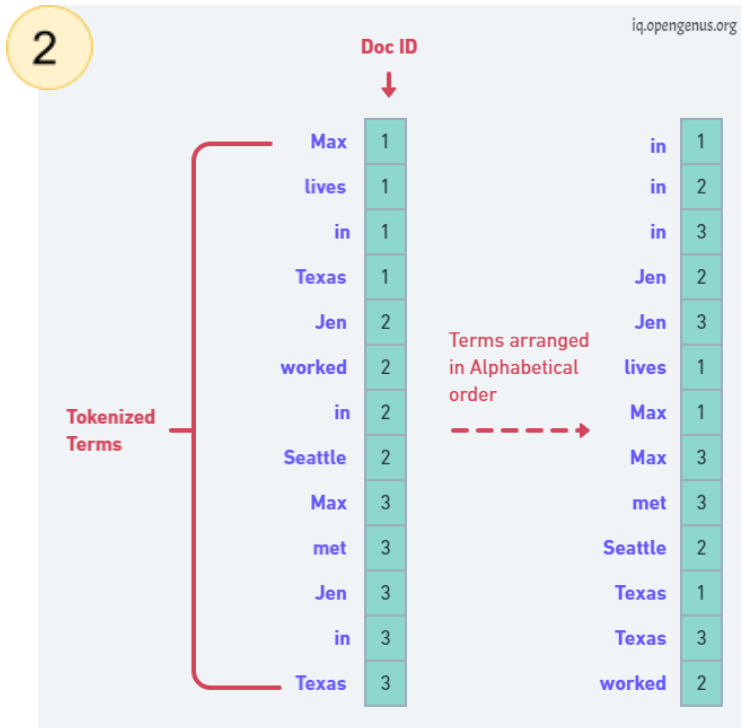 2
iq.opengenus.org
Doc ID
Max 1
lives 1
in 1
Texas 1
Jen 2
worked 2
in 2
Seattle 2
Max 3
met 3
Jen 3
in 3
Texas 3
Tokenized
Terms
Terms arranged
in Alphabetical
order
in 1
in 2
in 3
Jen 2
Jen 3
lives 1
Max 1
Max 3
met 3
Seattle 2
Texas 1
Texas 3
worked 2